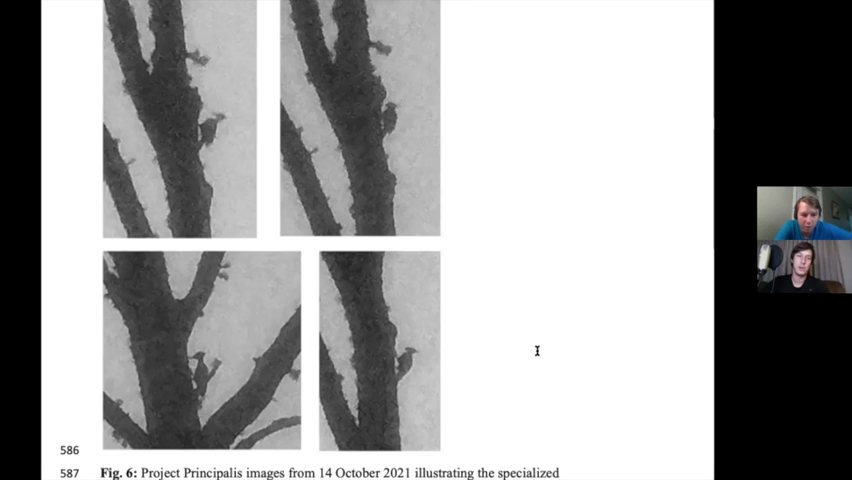 586
587 Fig. 6: Project Principalis images from 14 October 2021 illustrating the specialized